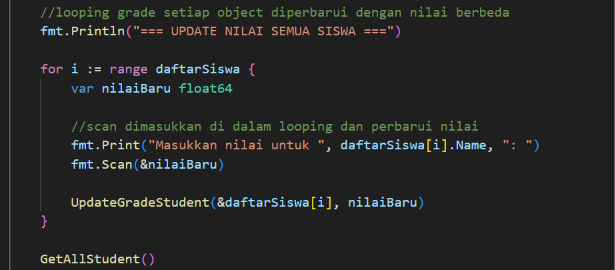 //looping grade setiap object diperbarui dengan nilai berbeda
fmt.Println("=== UPDATE NILAI SEMUA SISWA ===")
for i := range daftarSiswa {
var nilaiBaru float64
//scan dimasukkan di dalam looping dan perbarui nilai
fmt.Print("Masukkan nilai untuk ", daftarSiswa[i].Name, ": ")
fmt.Scan(&nilaiBaru)
UpdateGradeStudent(&daftarSiswa[i], nilaiBaru)
}
GetAllStudent()